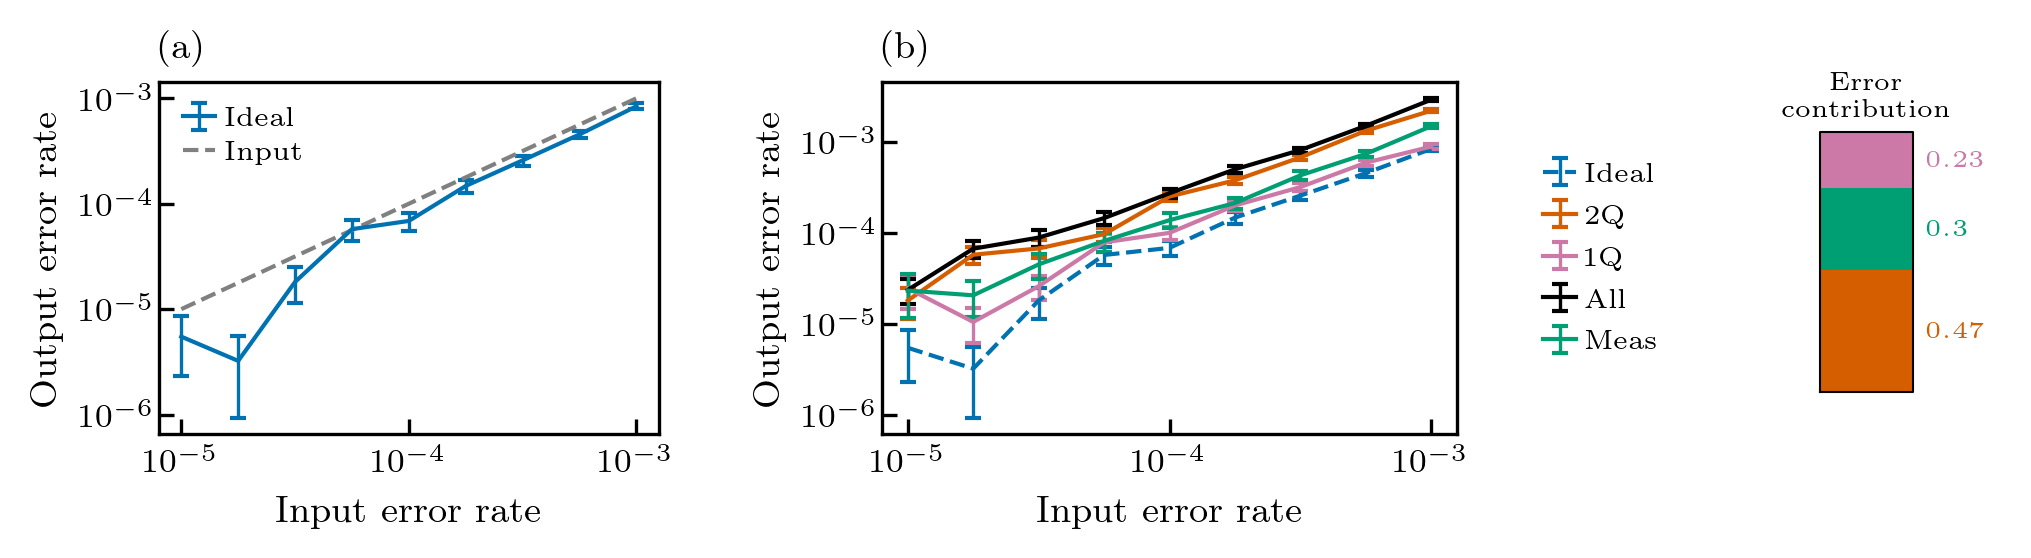 (a)
Output error rate
10⁻³
10⁻⁴
10⁻⁵
10⁻⁶
Ideal
Input
10⁻⁵ 10⁻⁴ 10⁻³
Input error rate
(b)
Output error rate
10⁻³
10⁻⁴
10⁻⁵
10⁻⁶
10⁻⁵ 10⁻⁴ 10⁻³
Input error rate
Ideal
2Q
1Q
All
Meas
Error
contribution
0.23
0.3
0.47